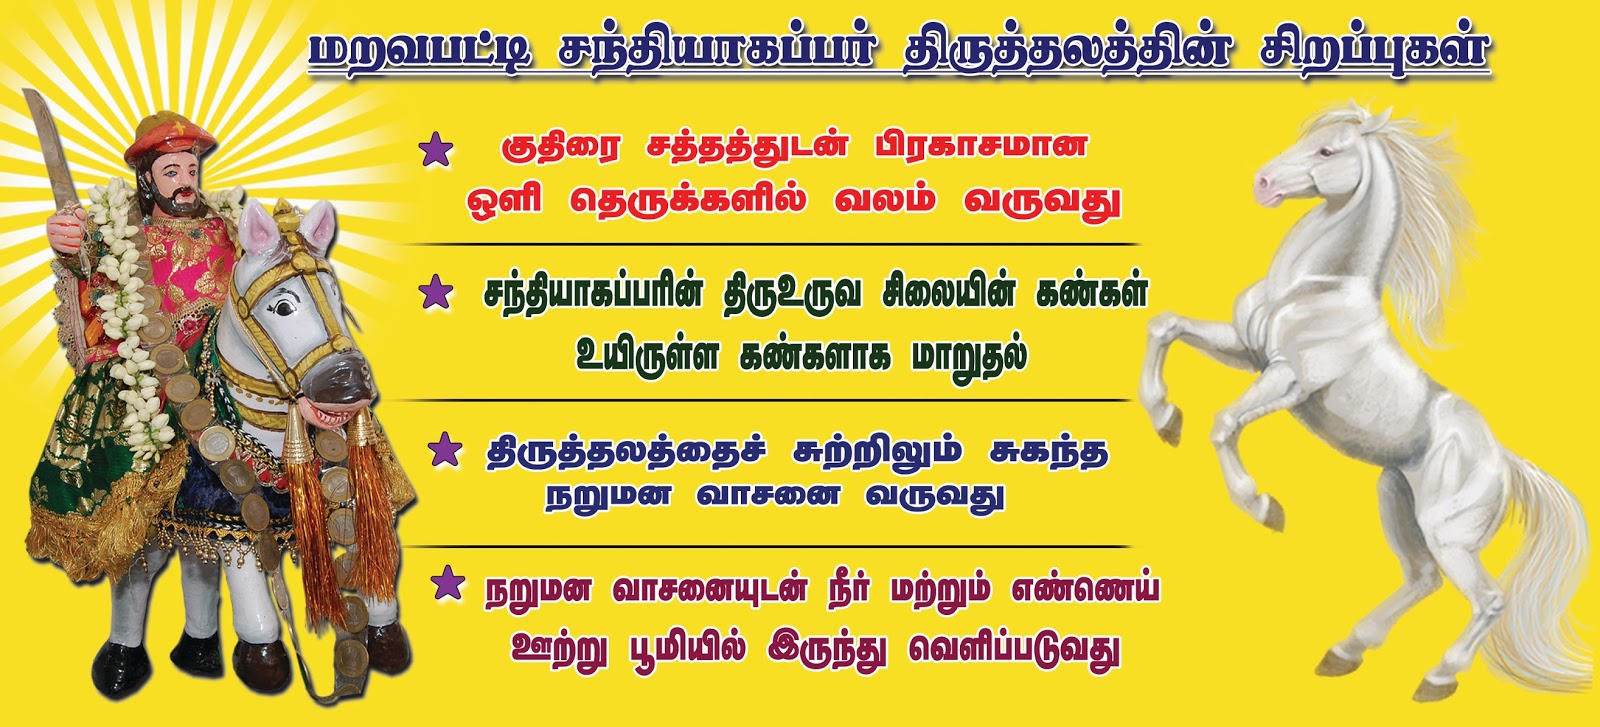 மறவபட்டி சந்தியாகப்பர் திருத்தலத்தின் சிறப்புகள்
குதிரை சத்தத்துடன் பிரகாசமான
ஒளி தெருக்களில் வலம் வருவது
சந்தியாகப்பரின் திருஉருவ சிலையின் கண்கள்
உயிருள்ள கண்களாக மாறுதல்
திருத்தலத்தைச் சுற்றிலும் சுகந்த
நறுமன வாசனை வருவது
நறுமன வாசனையுடன் நீர் மற்றும் எண்ணெய்
ஊற்று பூமியில் இருந்து வெளிப்படுவது